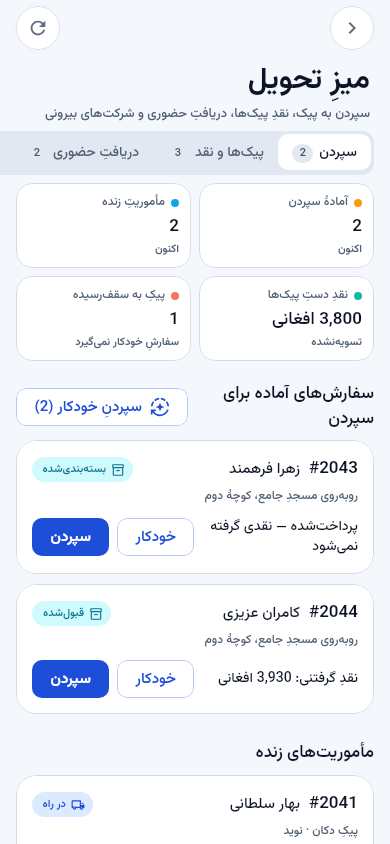 میزِ تحویل
سپردن به پیک، نقدِ پیک‌ها، دریافتِ حضوری و شرکت‌های بیرونی
سپردن 2 پیک‌ها و نقد 3 دریافتِ حضوری 2
آمادهٔ سپردن
2
اکنون
مأموریتِ زنده
2
اکنون
نقدِ دستِ پیک‌ها
3,800 افغانی
تسویه‌نشده
پیکِ به سقف‌رسیده
1
سفارشِ خودکار نمی‌گیرد
سفارش‌های آماده برای
سپردن
سپردنِ خودکار (2)
#2043 زهرا فرهمند
بسته‌بندی‌شده
روبه‌روی مسجدِ جامع، کوچهٔ دوم
پرداخت‌شده — نقدی گرفته
نمی‌شود
خودکار
سپردن
#2044 کامران عزیزی
قبول‌شده
روبه‌روی مسجدِ جامع، کوچهٔ دوم
نقدِ گرفتنی: 3,930 افغانی
خودکار
سپردن
مأموریت‌های زنده
#2041 بهار سلطانی
در راه
پیکِ دکان · نوید